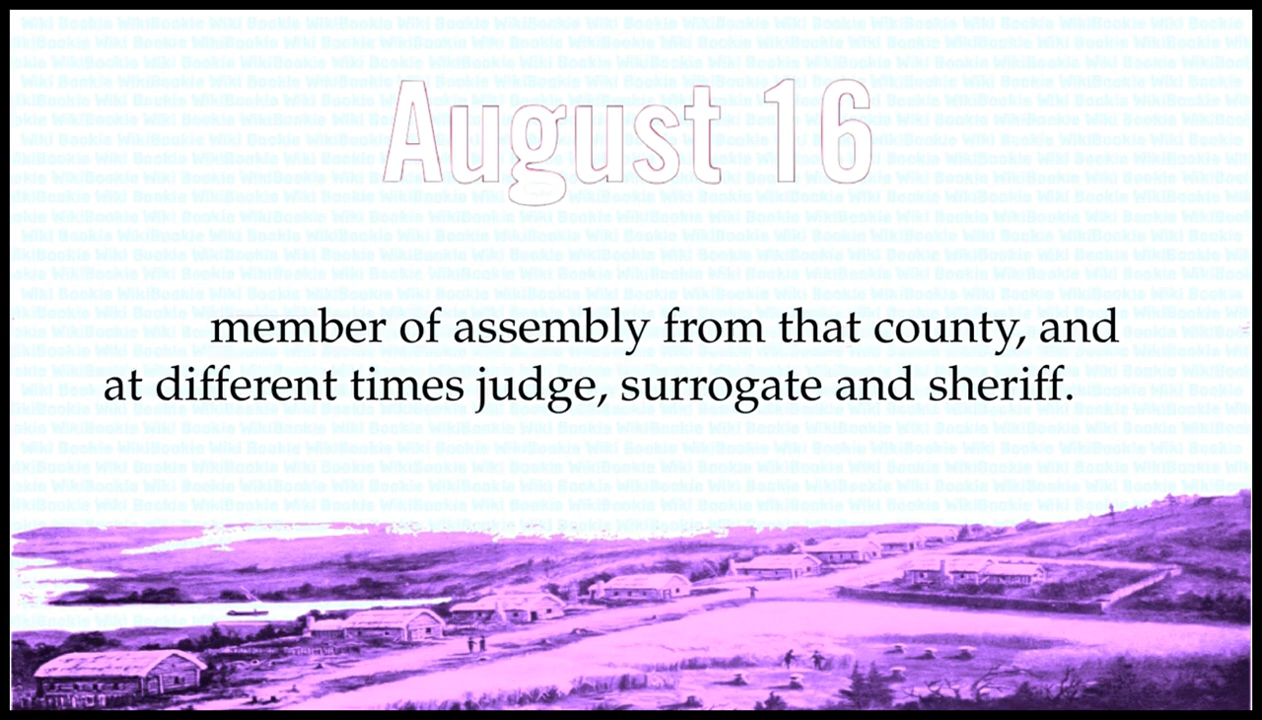 August 16
member of assembly from that county, and
at different times judge, surrogate and sheriff.